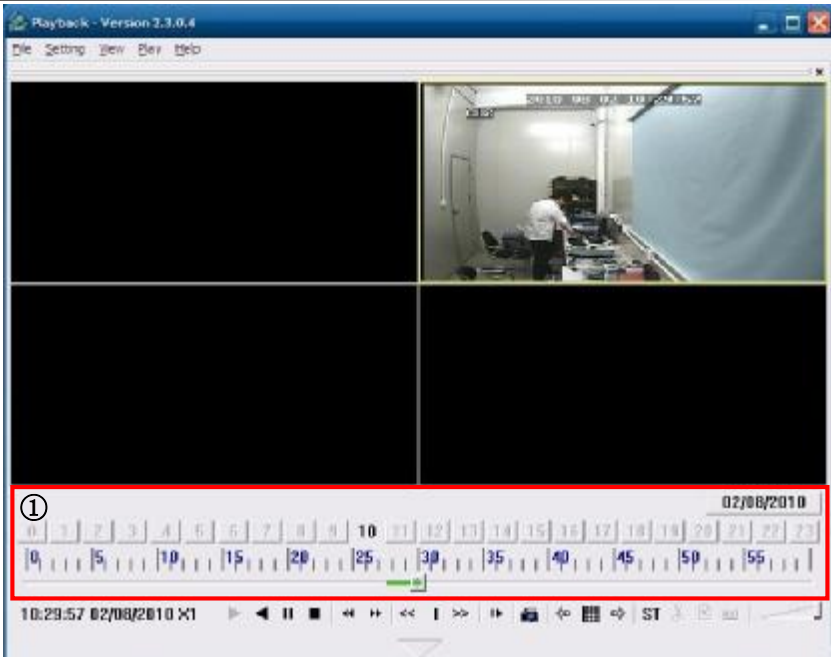 Playback - Version 2.3.0.4
File Setting View Play Help
①
02/08/2010
0 1 2 3 4 5 6 7 8 9 10 11 12 13 14 15 16 17 18 19 20 21 22 23
0 5 10 15 20 25 30 35 40 45 50 55
10:29:57 02/08/2010 X1
ST